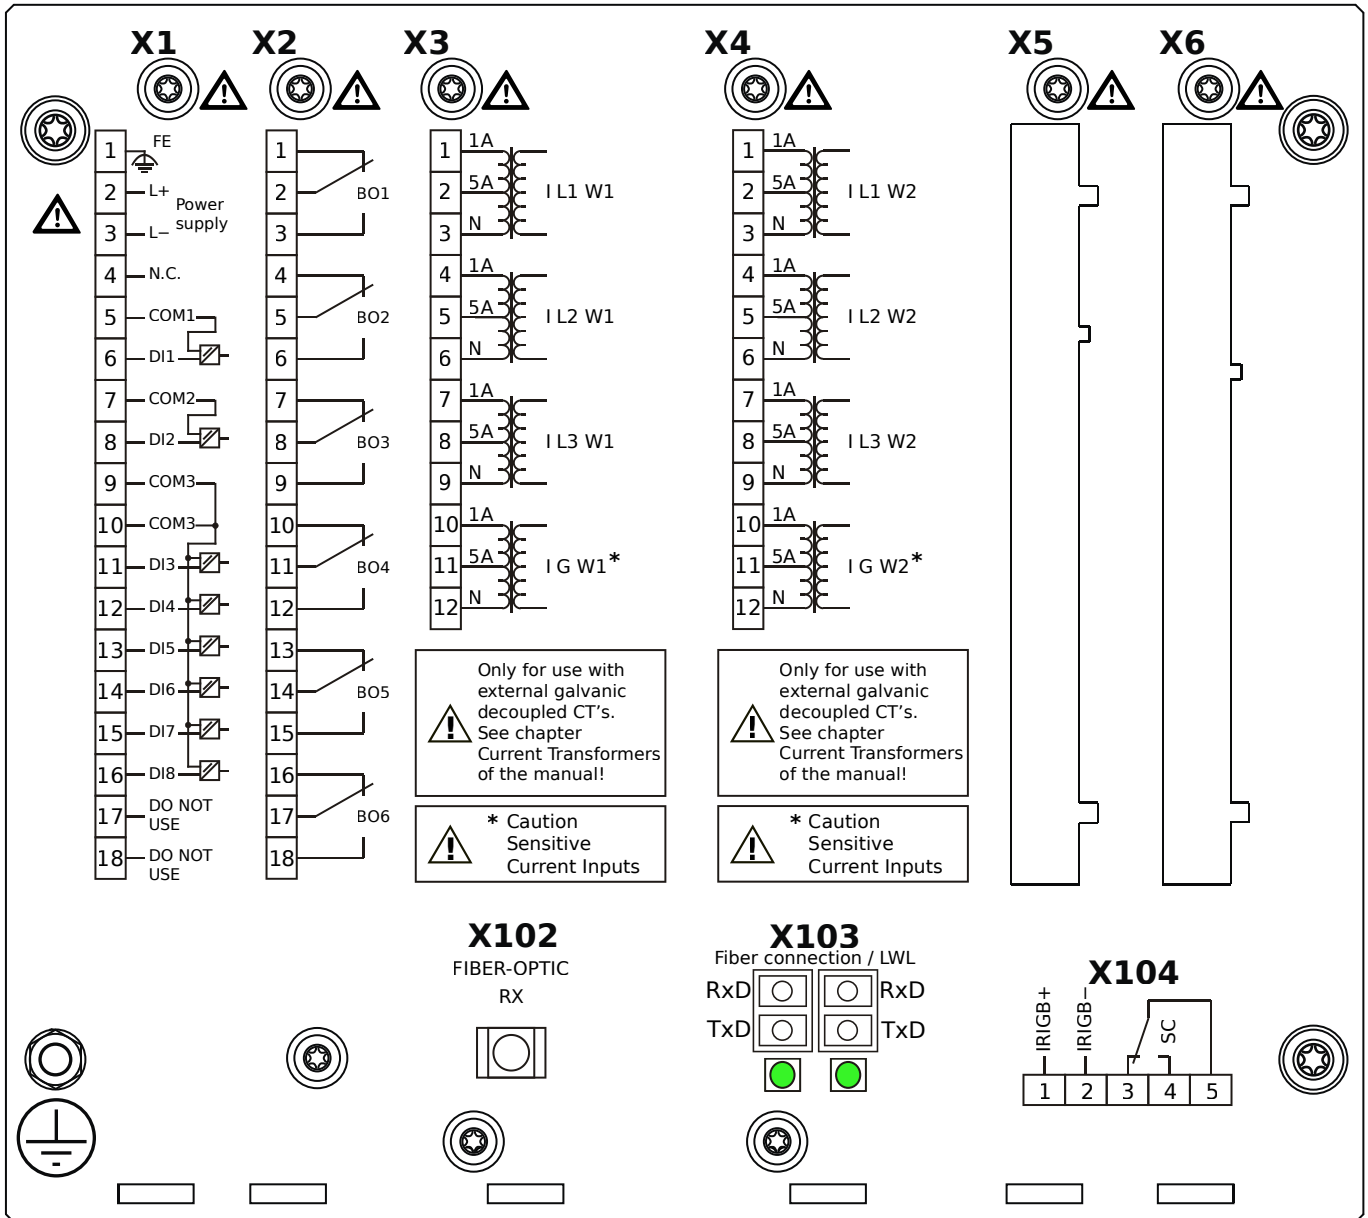 X1
X2
X3
X4
X5
X6
1 FE
2 L+
Power
supply
3 L−
4 N.C.
5 COM1
6 DI1
7 COM2
8 DI2
9 COM3
10 COM3
11 DI3
12 DI4
13 DI5
14 DI6
15 DI7
16 DI8
17 DO NOT
USE
18 DO NOT
USE
1
2 BO1
3
4
5 BO2
6
7
8 BO3
9
10
11 BO4
12
13
14 BO5
15
16
17 BO6
18
1 1A
2 5A I L1 W1
3 N
4 1A
5 5A I L2 W1
6 N
7 1A
8 5A I L3 W1
9 N
10 1A
11 5A I G W1*
12 N
Only for use with
external galvanic
decoupled CT's.
See chapter
Current Transformers
of the manual!
* Caution
Sensitive
Current Inputs
1 1A
2 5A I L1 W2
3 N
4 1A
5 5A I L2 W2
6 N
7 1A
8 5A I L3 W2
9 N
10 1A
11 5A I G W2*
12 N
Only for use with
external galvanic
decoupled CT's.
See chapter
Current Transformers
of the manual!
* Caution
Sensitive
Current Inputs
X102
FIBER-OPTIC
RX
X103
Fiber connection / LWL
RxD RxD
TxD TxD
X104
IRIGB+
IRIGB−
SC
1 2 3 4 5